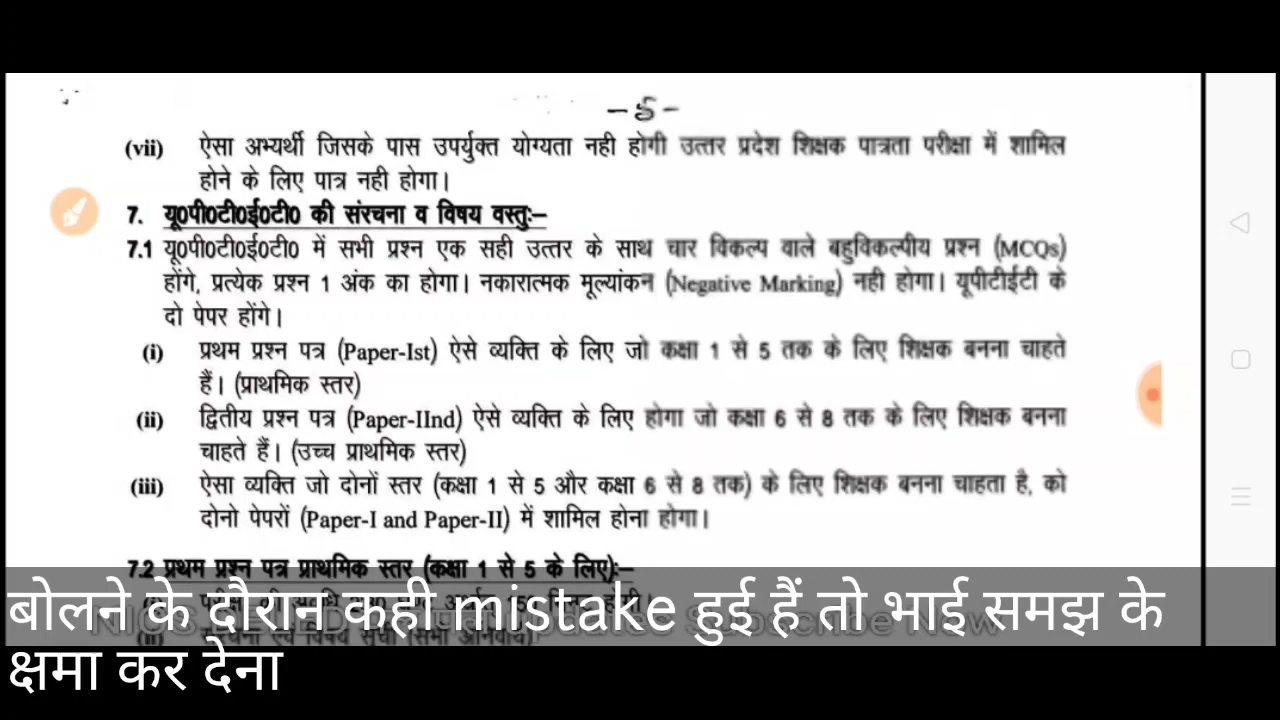 -5-
(vii) ऐसा अभ्यर्थी जिसके पास उपर्युक्त योग्यता नही होगी उत्तर प्रदेश शिक्षक पात्रता परीक्षा में शामिल
होने के लिए पात्र नही होगा।
7. यू0पी0टी0ई0टी0 की संरचना व विषय वस्तुः–
7.1 यू0पी0टी0ई0टी0 में सभी प्रश्न एक सही उत्तर के साथ चार विकल्प वाले बहुविकल्पीय प्रश्न (MCQs)
होंगे, प्रत्येक प्रश्न 1 अंक का होगा। नकारात्मक मूल्यांकन (Negative Marking) नही होगा। यूपीटीईटी के
दो पेपर होंगे।
(i) प्रथम प्रश्न पत्र (Paper-Ist) ऐसे व्यक्ति के लिए जो कक्षा 1 से 5 तक के लिए शिक्षक बनना चाहते
हैं। (प्राथमिक स्तर)
(ii) द्वितीय प्रश्न पत्र (Paper-IInd) ऐसे व्यक्ति के लिए होगा जो कक्षा 6 से 8 तक के लिए शिक्षक बनना
चाहते हैं। (उच्च प्राथमिक स्तर)
(iii) ऐसा व्यक्ति जो दोनों स्तर (कक्षा 1 से 5 और कक्षा 6 से 8 तक) के लिए शिक्षक बनना चाहता है, को
दोनो पेपरों (Paper-I and Paper-II) में शामिल होना होगा।
7.2 प्रथम प्रश्न पत्र प्राथमिक स्तर (कक्षा 1 से 5 के लिए):–
बोलने के दौरान कही mistake हुई हैं तो भाई समझ के
क्षमा कर देना
Subscribe Now